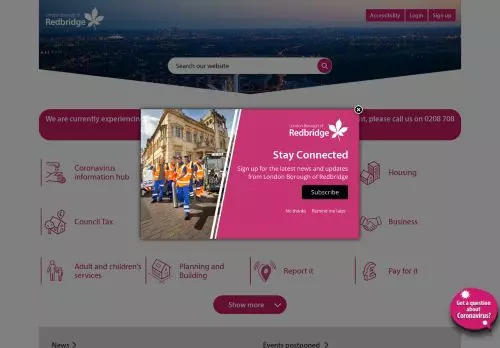 London Borough of
Redbridge
Accessibility
Login
Sign up
Search our website
We are currently experiencing
it, please call us on 0208 708
London Borough of
Redbridge
Stay Connected
Sign up for the latest news and updates
from London Borough of Redbridge
Subscribe
No thanks
Remind me later
Coronavirus
information hub
Housing
Council Tax
Business
Adult and children's
services
Planning and
Building
Report it
Pay for it
Show more
Got a question
about
Coronavirus?
News
Events postponed